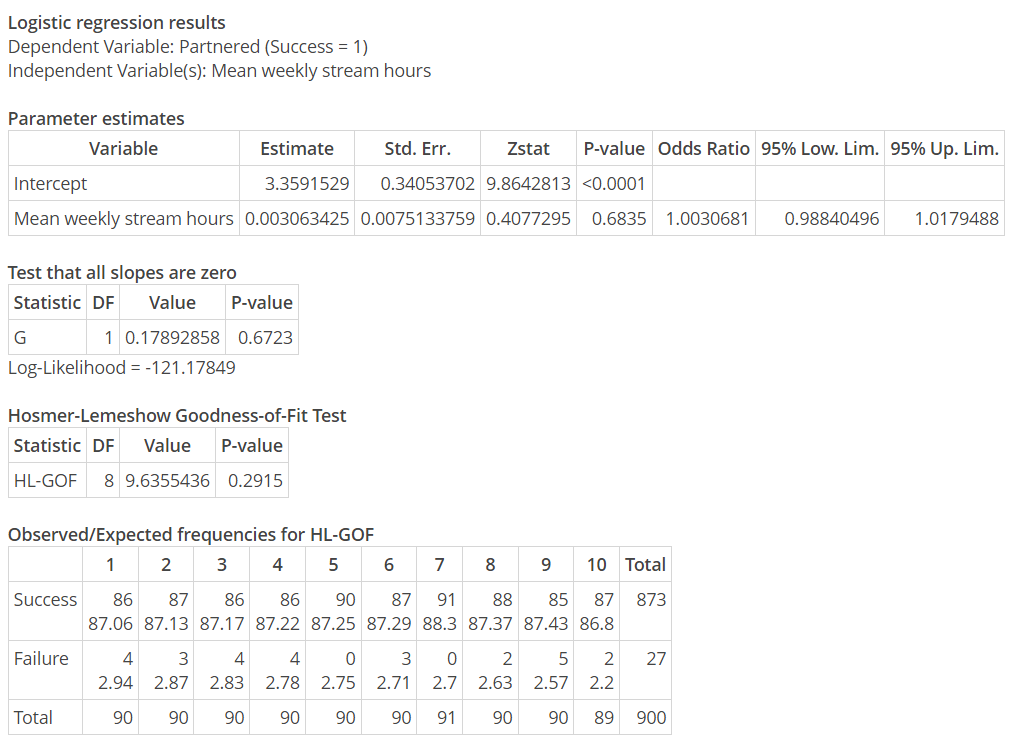 Logistic regression results
Dependent Variable: Partnered (Success = 1)
Independent Variable(s): Mean weekly stream hours
Parameter estimates
Variable Estimate Std. Err. Zstat P-value Odds Ratio 95% Low. Lim. 95% Up. Lim.
Intercept 3.3591529 0.34053702 9.8642813 <0.0001
Mean weekly stream hours 0.003063425 0.0075133759 0.4077295 0.6835 1.0030681 0.98840496 1.0179488
Test that all slopes are zero
Statistic DF Value P-value
G 1 0.17892858 0.6723
Log-Likelihood = -121.17849
Hosmer-Lemeshow Goodness-of-Fit Test
Statistic DF Value P-value
HL-GOF 8 9.6355436 0.2915
Observed/Expected frequencies for HL-GOF
1 2 3 4 5 6 7 8 9 10 Total
Success 86 87 86 86 90 87 91 88 85 87 873
87.06 87.13 87.17 87.22 87.25 87.29 88.3 87.37 87.43 86.8
Failure 4 3 4 4 0 3 0 2 5 2 27
2.94 2.87 2.83 2.78 2.75 2.71 2.7 2.63 2.57 2.2
Total 90 90 90 90 90 90 91 90 90 89 900